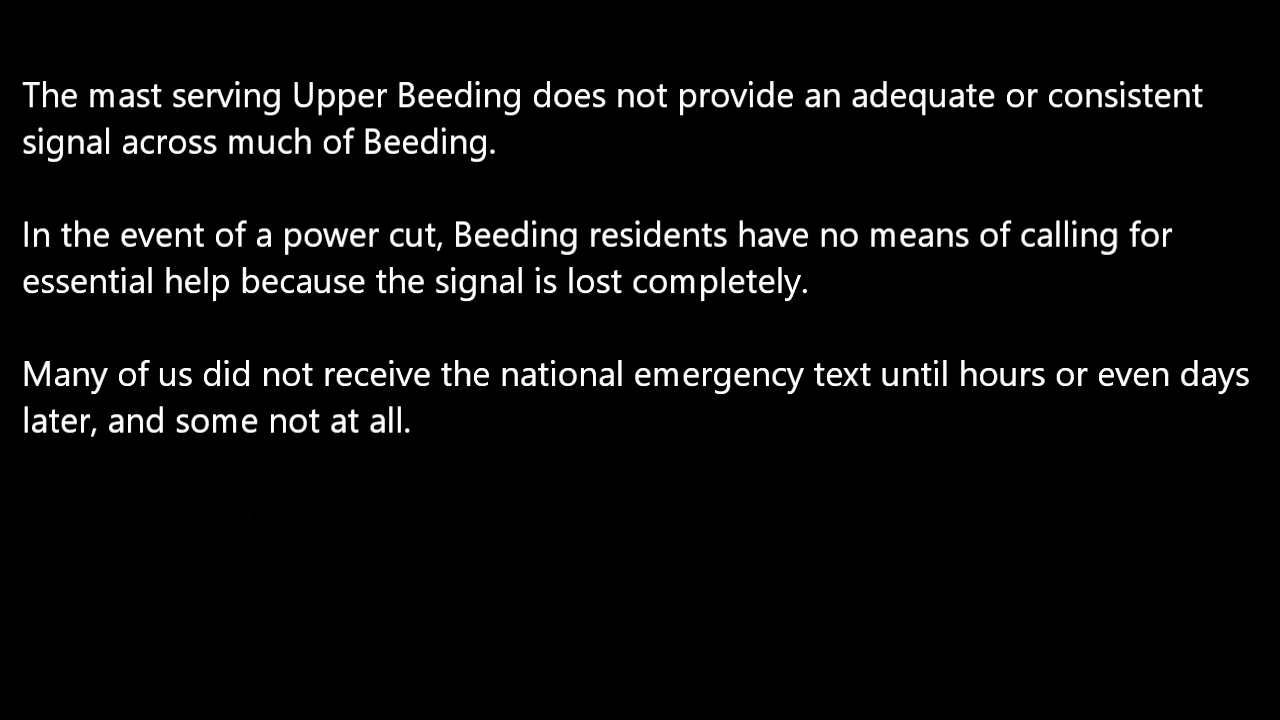 The mast serving Upper Beeding does not provide an adequate or consistent
signal across much of Beeding.
In the event of a power cut, Beeding residents have no means of calling for
essential help because the signal is lost completely.
Many of us did not receive the national emergency text until hours or even days
later, and some not at all.